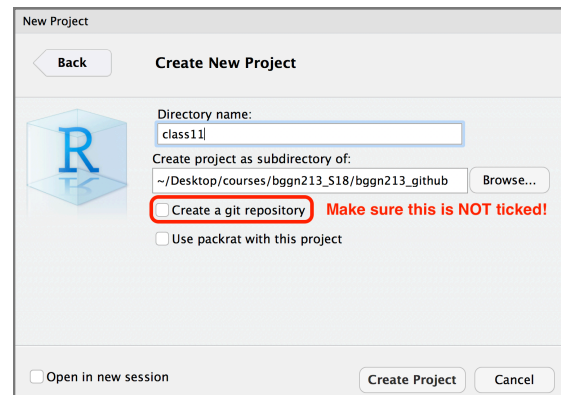 New Project
Back
Create New Project
R
Directory name:
class11
Create project as subdirectory of:
~/Desktop/courses/bggn213_S18/bggn213_github
Browse...
Create a git repository
Make sure this is NOT ticked!
Use packrat with this project
Open in new session
Create Project
Cancel